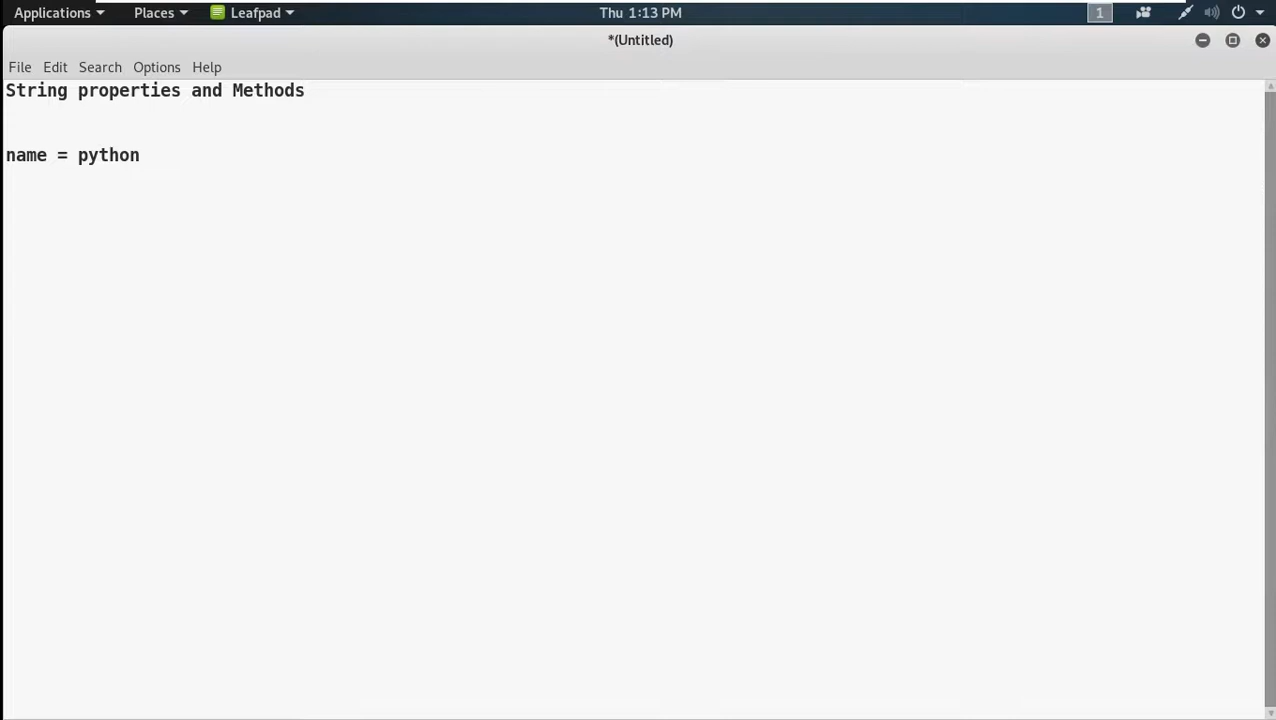 Applications Places Leafpad Thu 1:13 PM 1
*(Untitled)
File Edit Search Options Help
String properties and Methods
name = python